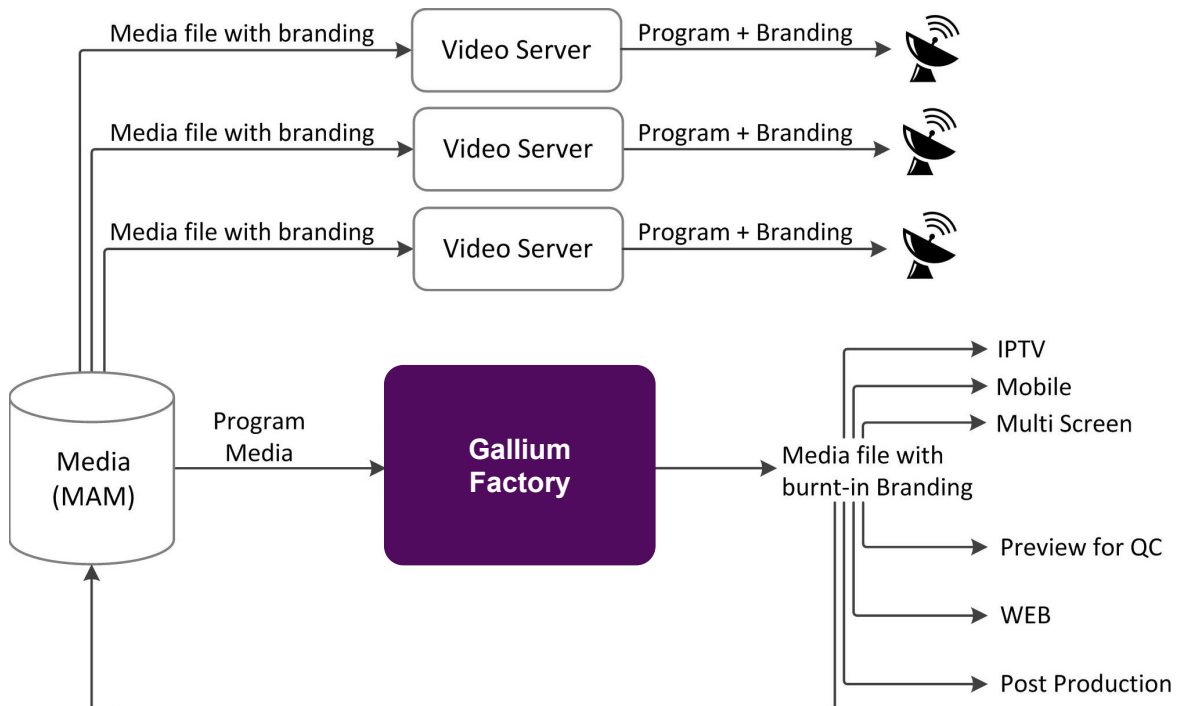 Media file with branding
Video Server
Program + Branding
Media file with branding
Video Server
Program + Branding
Media file with branding
Video Server
Program + Branding
Media
(MAM)
Program
Media
Gallium
Factory
Media file with
burnt-in Branding
IPTV
Mobile
Multi Screen
Preview for QC
WEB
Post Production